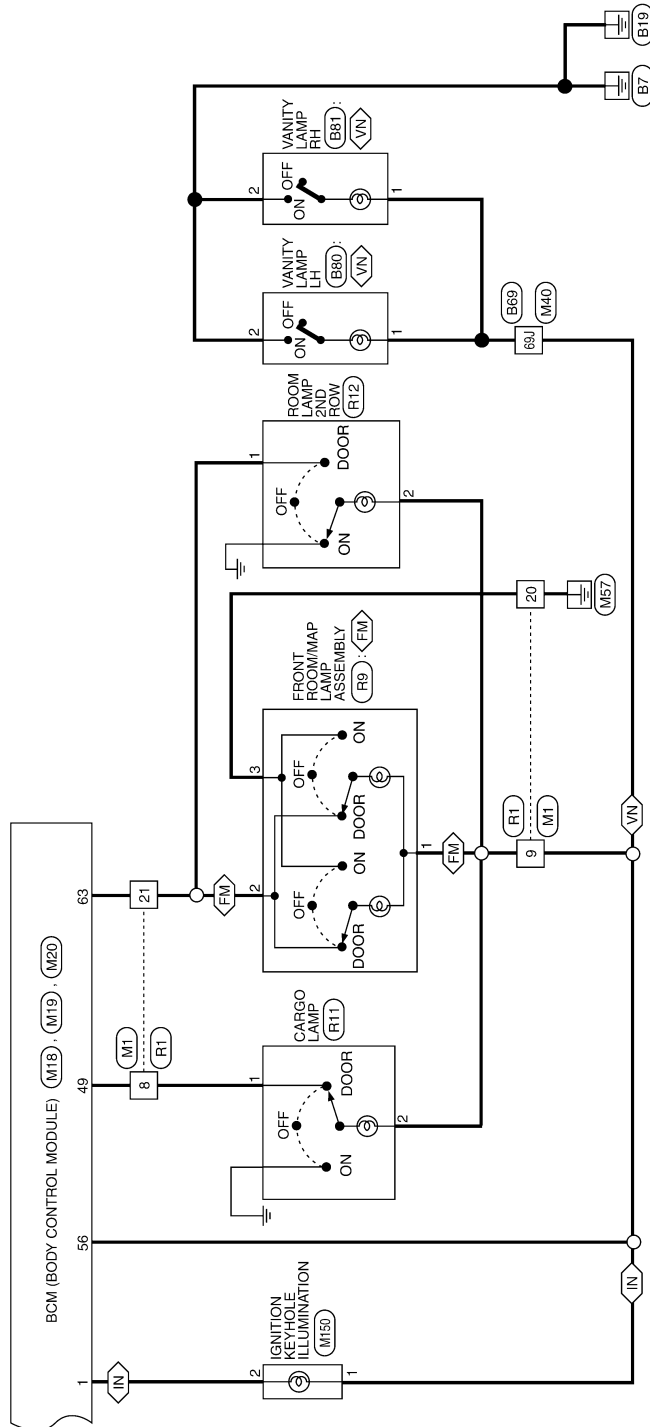 BCM (BODY CONTROL MODULE) M18 , M19 , M20
1
56
49
63
IN
8
M1
R1
21
FM
IGNITION
KEYHOLE
ILLUMINATION
M150
2
1
CARGO
LAMP
R11
1
OFF
ON
DOOR
2
FRONT
ROOM/MAP
LAMP
ASSEMBLY
R9 : FM
2
3
OFF
DOOR
ON
OFF
DOOR
ON
1
FM
ROOM
LAMP
2ND
ROW
R12
1
OFF
ON
DOOR
2
VANITY
LAMP
LH
B80 :
VN
2
ON
OFF
1
VANITY
LAMP
RH
B81 :
VN
2
ON
OFF
1
9
R1
M1
20
M57
69J
B69
M40
IN
VN
B7
B19